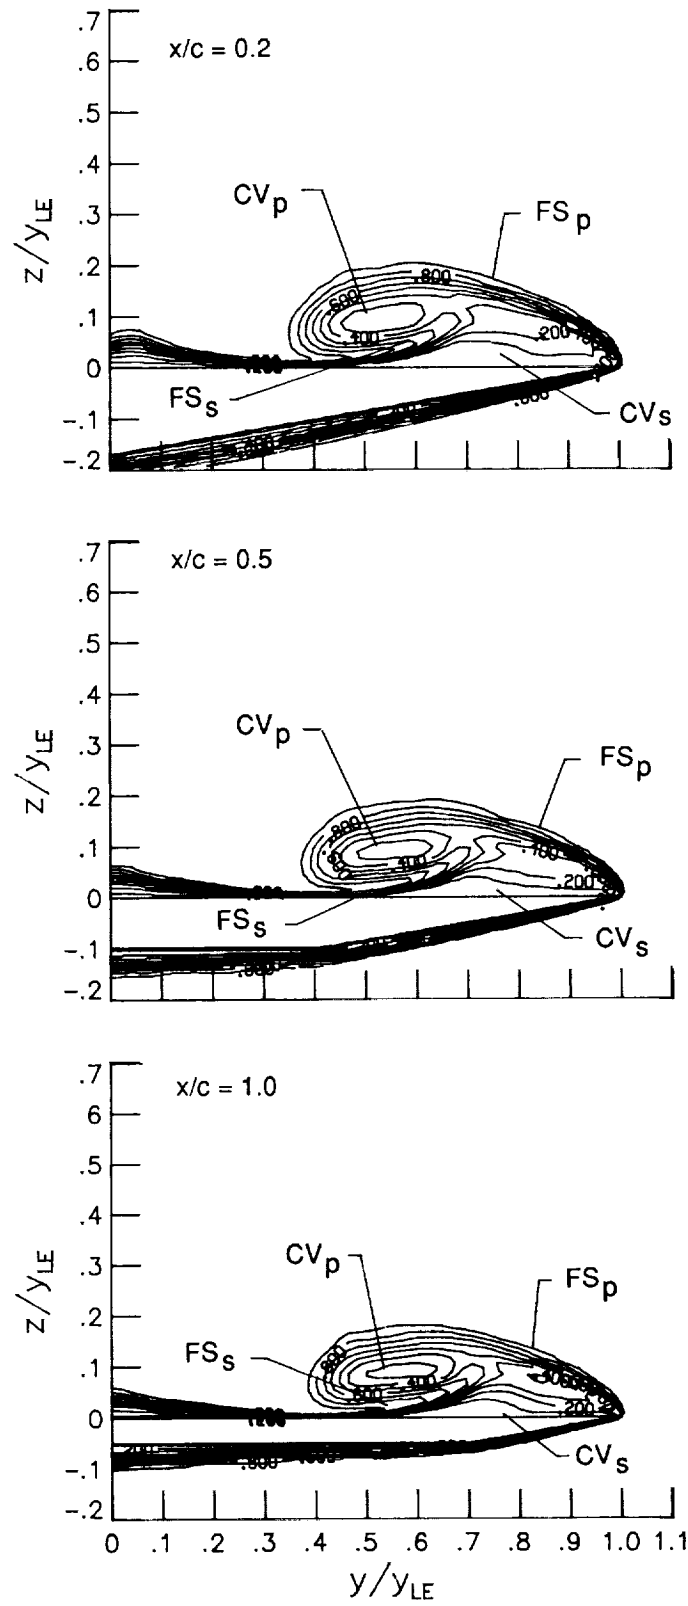 .7
x/c = 0.2
.6
.5
.4
CVp
.3
FSp
z/yLE
.2
.800
.600
.1
.400
.200
0
FSs
CVs
-.1
-.2
.7
x/c = 0.5
.6
.5
.4
CVp
.3
FSp
z/yLE
.2
.800
.1
.400
.100
.200
0
FSs
CVs
-.1
-.2
.7
x/c = 1.0
6
.5
.4
CVp
.3
FSp
z/yLE
.2
FSs
.800
.1
.400
.200
0
CVs
-.1
-.2
0 .1 .2 .3 .4 .5 .6 .7 .8 .9 1.0 1.1
y/yLE